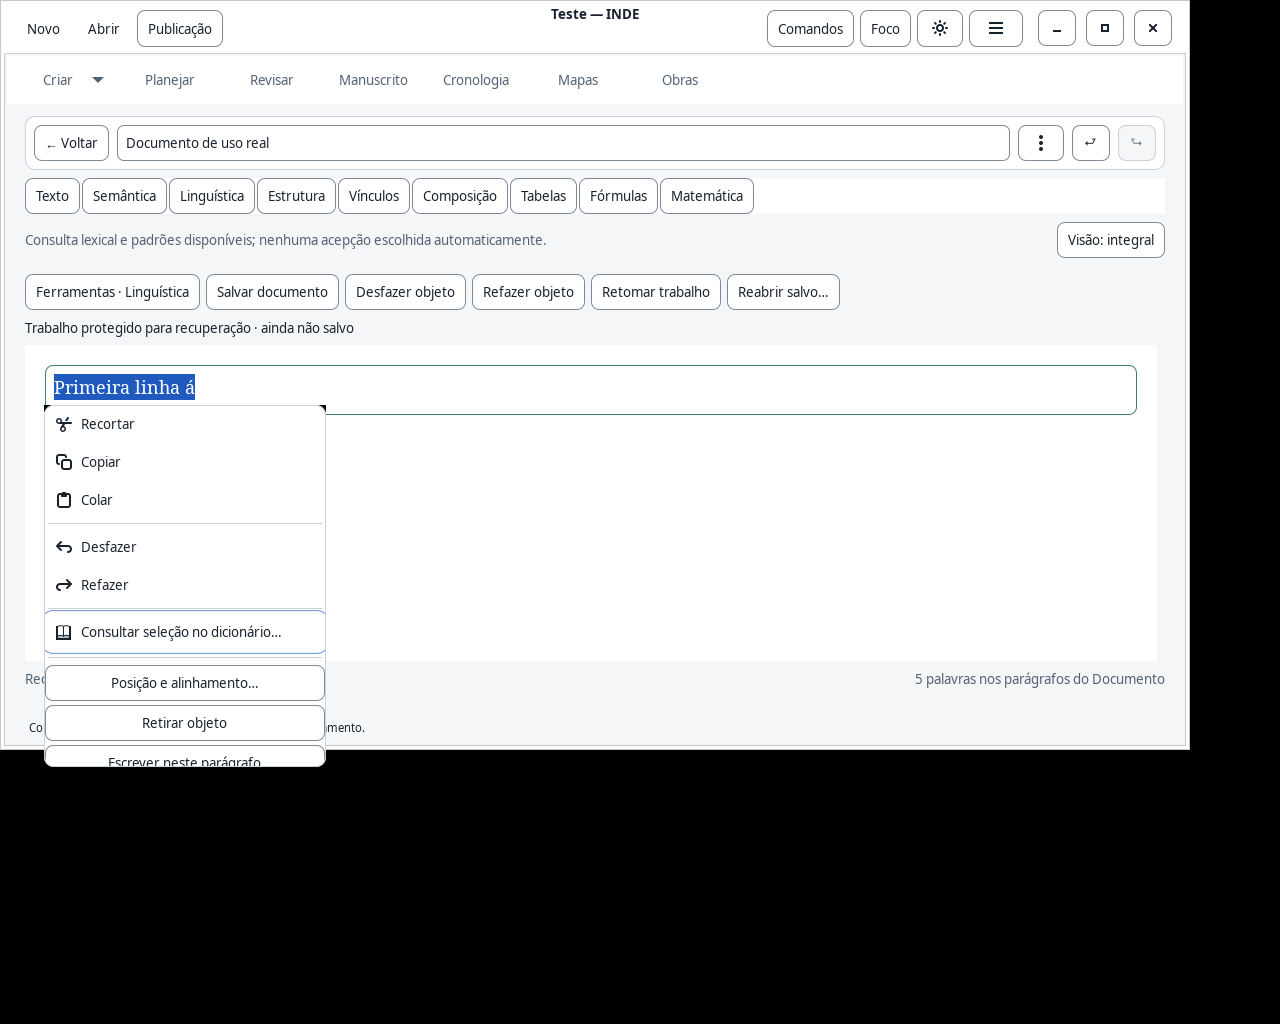 Teste — INDE
Novo Abrir Publicação Comandos Foco
Criar Planejar Revisar Manuscrito Cronologia Mapas Obras
← Voltar Documento de uso real
Texto Semântica Linguística Estrutura Vínculos Composição Tabelas Fórmulas Matemática
Consulta lexical e padrões disponíveis; nenhuma acepção escolhida automaticamente. Visão: integral
Ferramentas · Linguística Salvar documento Desfazer objeto Refazer objeto Retomar trabalho Reabrir salvo...
Trabalho protegido para recuperação · ainda não salvo
Primeira linha á
Recortar
Copiar
Colar
Desfazer
Refazer
Consultar seleção no dicionário...
Posição e alinhamento...
5 palavras nos parágrafos do Documento
Retirar objeto
Escrever neste parágrafo